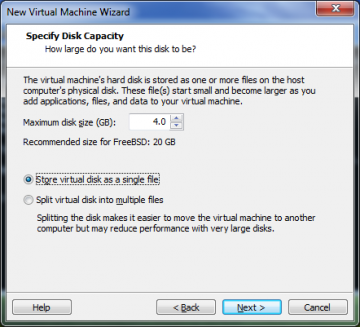 New Virtual Machine Wizard
Specify Disk Capacity
How large do you want this disk to be?
The virtual machine's hard disk is stored as one or more files on the host
computer's physical disk. These file(s) start small and become larger as you
add applications, files, and data to your virtual machine.
Maximum disk size (GB): 4.0
Recommended size for FreeBSD: 20 GB
Store virtual disk as a single file
Split virtual disk into multiple files
Splitting the disk makes it easier to move the virtual machine to another
computer but may reduce performance with very large disks.
Help < Back Next > Cancel